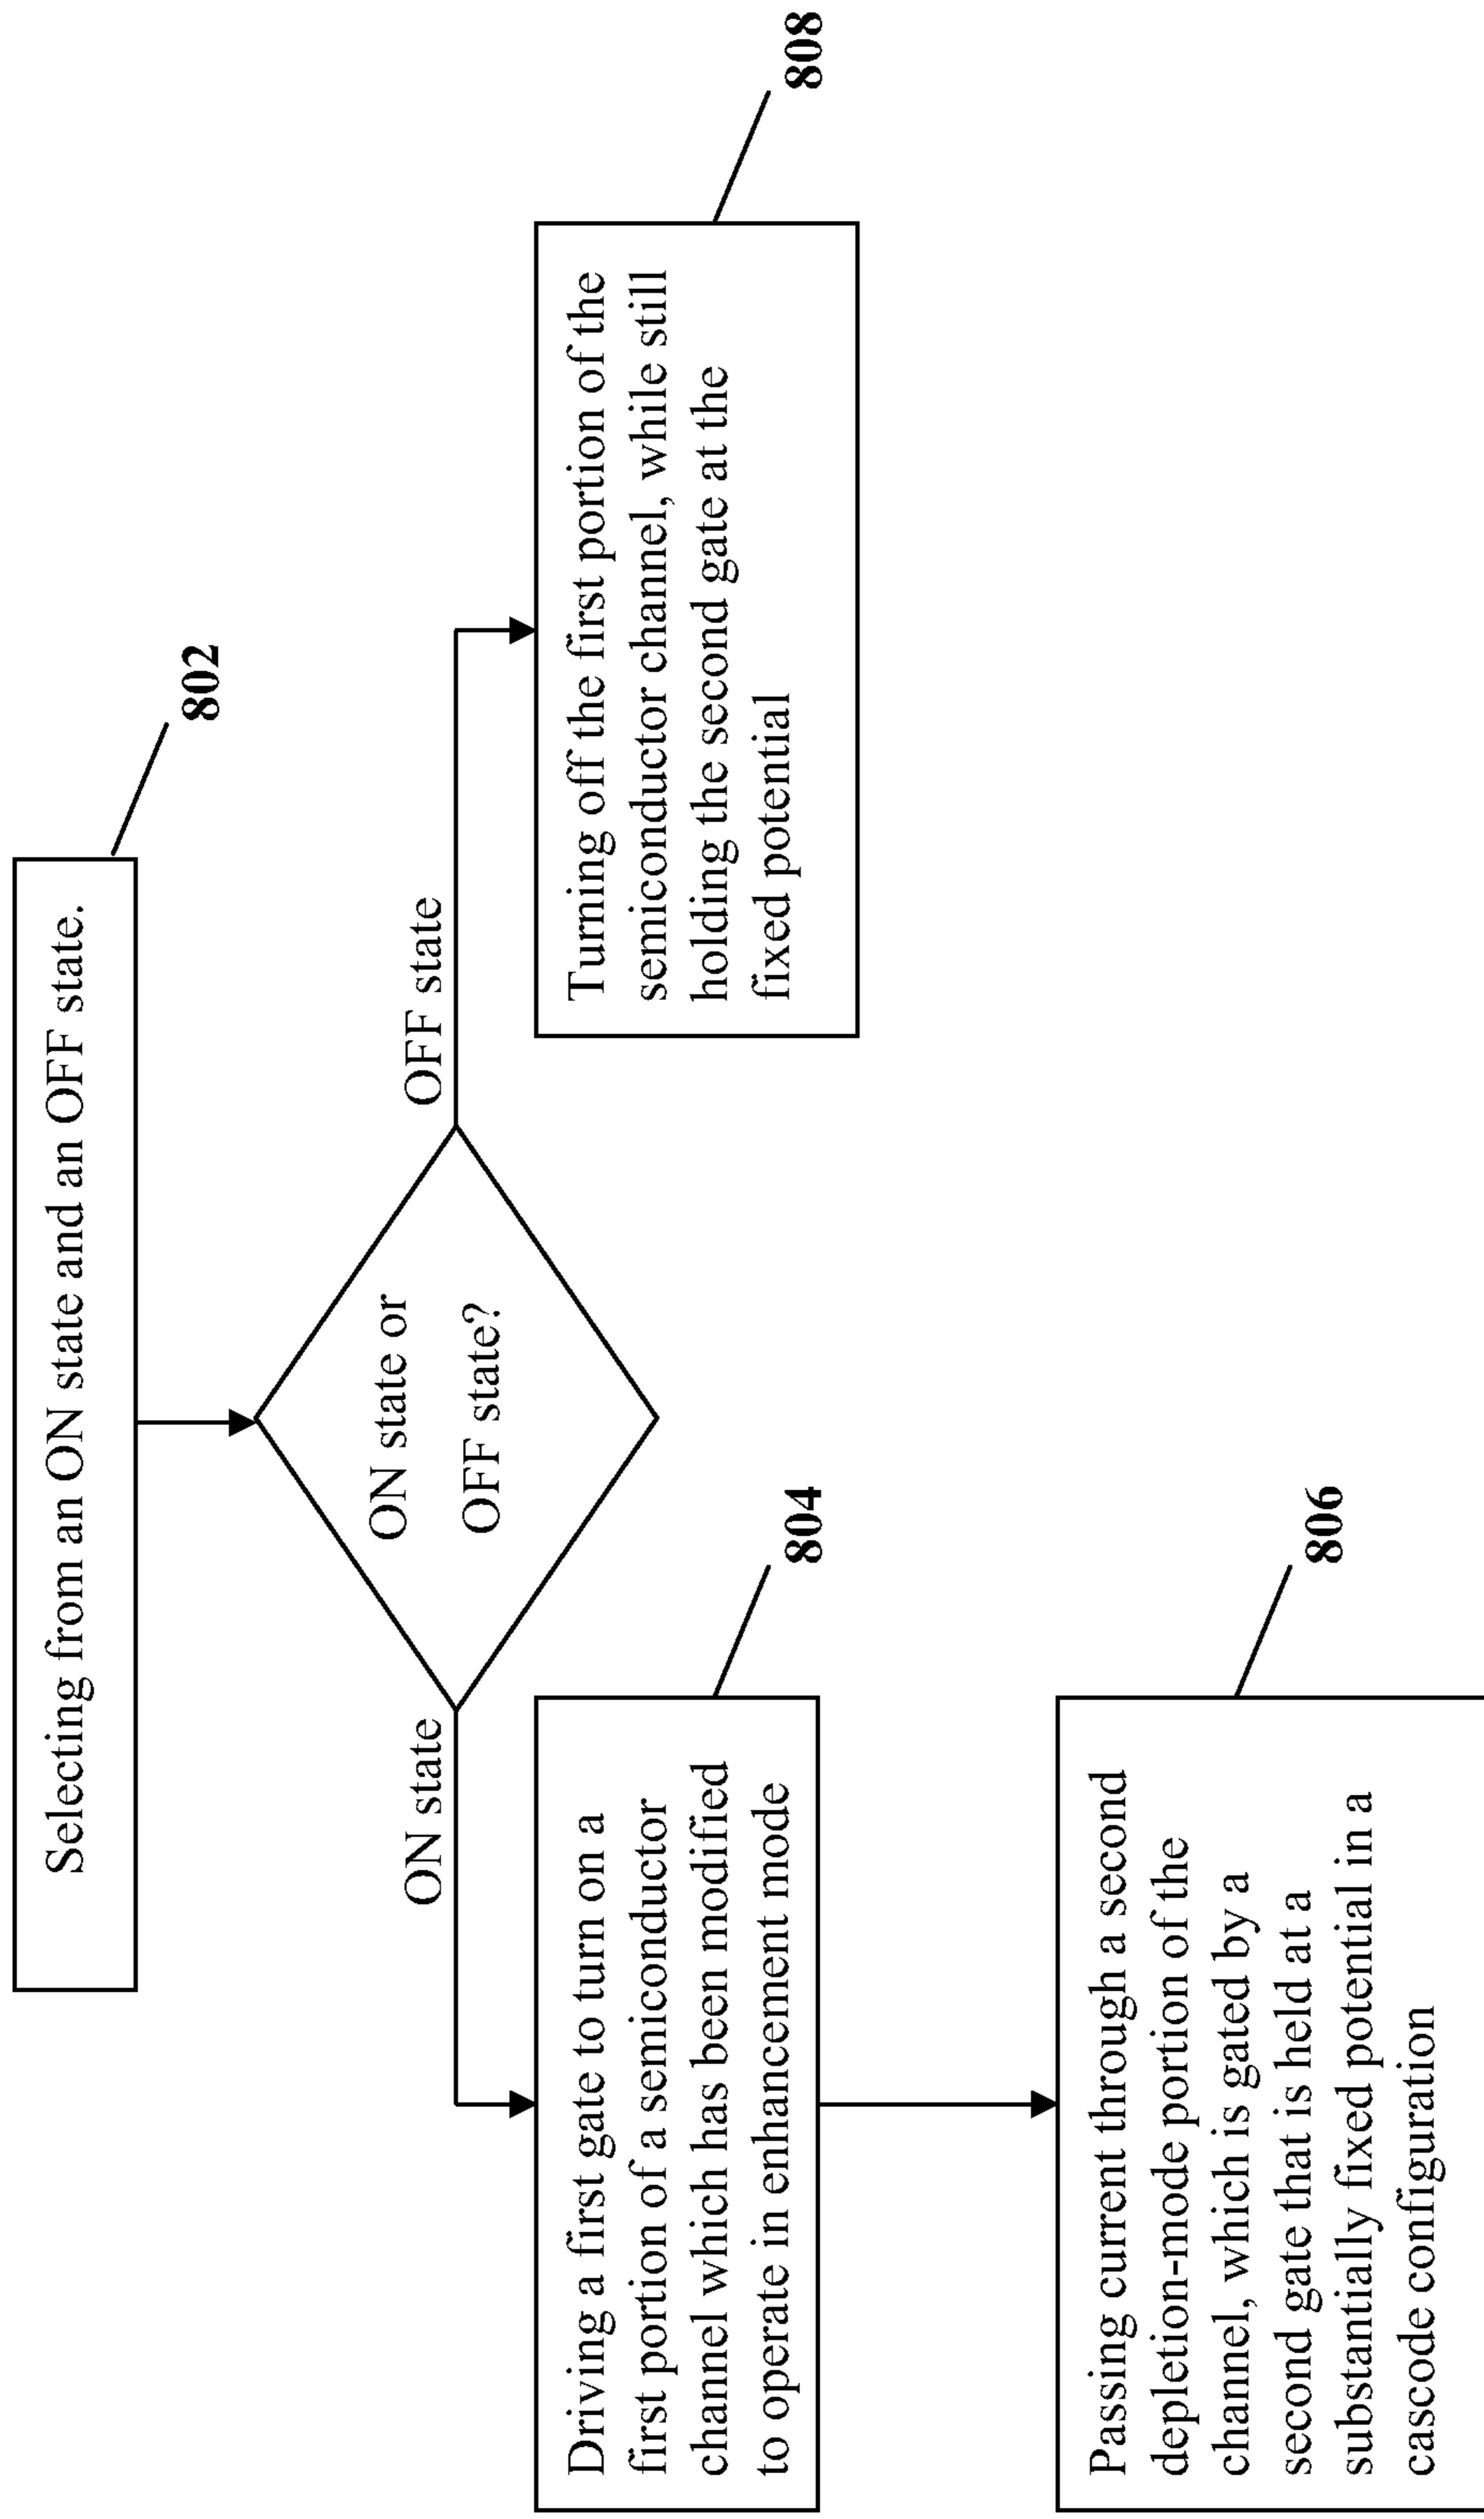 Selecting from an ON state and an OFF state.
802
ON state or
OFF state?
ON state
OFF state
Driving a first gate to turn on a
first portion of a semiconductor
channel which has been modified
to operate in enhancement mode
804
Turning off the first portion of the
semiconductor channel, while still
holding the second gate at the
fixed potential
808
Passing current through a second
depletion-mode portion of the
channel, which is gated by a
second gate that is held at a
substantially fixed potential in a
cascode configuration
806